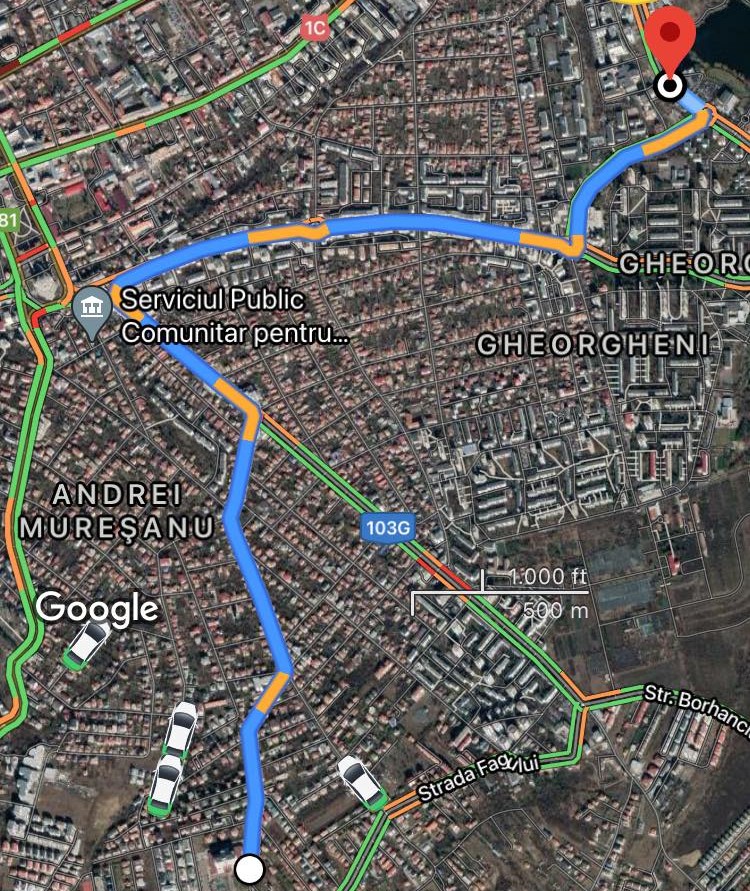 1C
81
GHEORG
Serviciul Public
Comunitar pentru...
GHEORGHENI
ANDREI
MUREȘANU
103G
1.000 ft
500 m
Google
Str. Borhanci
Strada Fagului